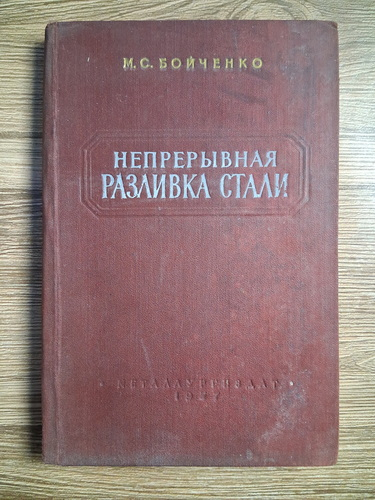 М.С.БОЙЧЕНКО
НЕПРЕРЫВНАЯ
РАЗЛИВКА СТАЛИ
МЕТАЛЛУРГИЗДАТ
1957